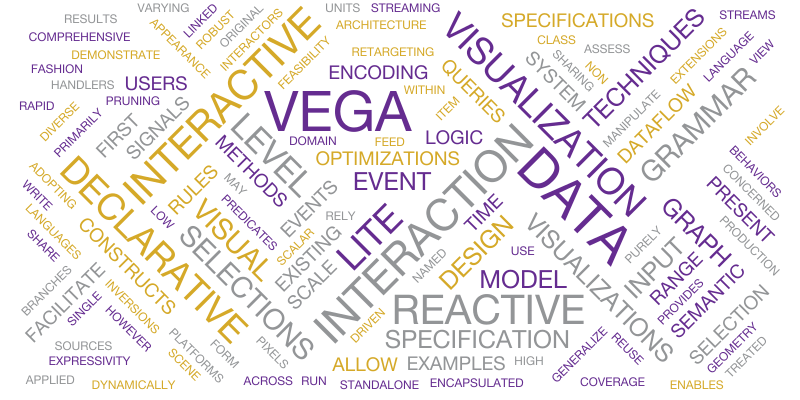 VARYING
UNITS
STREAMING
LINKED
RESULTS
ROBUST
ORIGINAL
ARCHITECTURE
SPECIFICATIONS
STREAMS
COMPREHENSIVE
APPEARANCE
INTERACTORS
CLASS
ASSESS
TECHNIQUES
EXTENSIONS
LANGUAGE
VIEW
DEMONSTRATE
FEASIBILITY
RETARGETING
VISUALIZATION
SYSTEM
SHARING
NON
FASHION
HANDLERS
USERS
INTERACTIVE
ENCODING
WITHIN
QUERIES
MANIPULATE
DATAFLOW
GRAMMAR
RAPID
DIVERSE
PRUNING
PRIMARILY
FIRST
SIGNALS
LEVEL
VEGA
ITEM
INVOLVE
DOMAIN
FEED
LOGIC
METHODS
OPTIMIZATIONS
INTERACTION
DATA
BEHAVIORS
CONCERNED
ADOPTING
DECLARATIVE
RULES
MAY
EVENT
PRESENT
WRITE
LANGUAGES
SHARE
CONSTRUCTS
LOW
VISUAL
PREDICATES
EVENTS
RELY
LITE
TIME
GRAPH
PRODUCTION
SELECTIONS
SCALAR
EXISTING
SCALE
NAMED
DESIGN
USE
VISUALIZATIONS
PURELY
INPUT
RANGE
PROVIDES
SEMANTIC
BRANCHES
FACILITATE
SINGLE
INVERSIONS
HOWEVER
MODEL
REACTIVE
SELECTION
GEOMETRY
TREATED
SOURCES
EXPRESSIVITY
PLATFORMS
SCENE
FORM
PIXELS
DRIVEN
SPECIFICATION
GENERALIZE
REUSE
ALLOW
EXAMPLES
HIGH
APPLIED
DYNAMICALLY
ACROSS
RUN
STANDALONE
ENCAPSULATED
COVERAGE
ENABLES